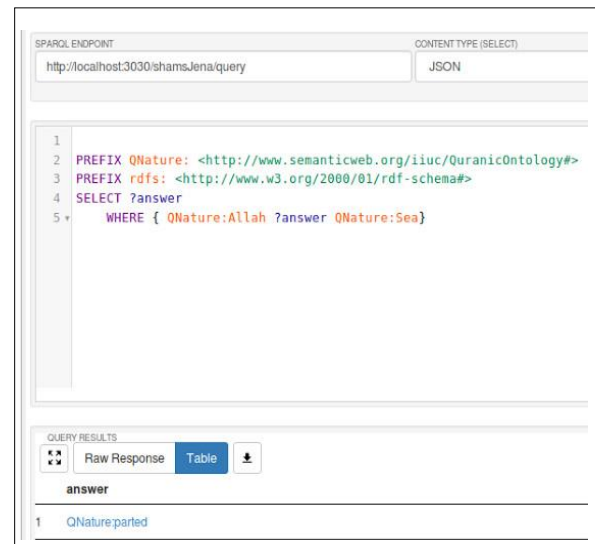 SPARQL ENDPOINT
CONTENT TYPE (SELECT)
http://localhost:3030/shamsJena/query
JSON
1
2 PREFIX QNature: <http://www.semanticweb.org/iiuc/QuranicOntology#>
3 PREFIX rdfs: <http://www.w3.org/2000/01/rdf-schema#>
4 SELECT ?answer
5 WHERE { QNature:Allah ?answer QNature:Sea}
QUERY RESULTS
Raw Response Table
answer
1 QNature:parted